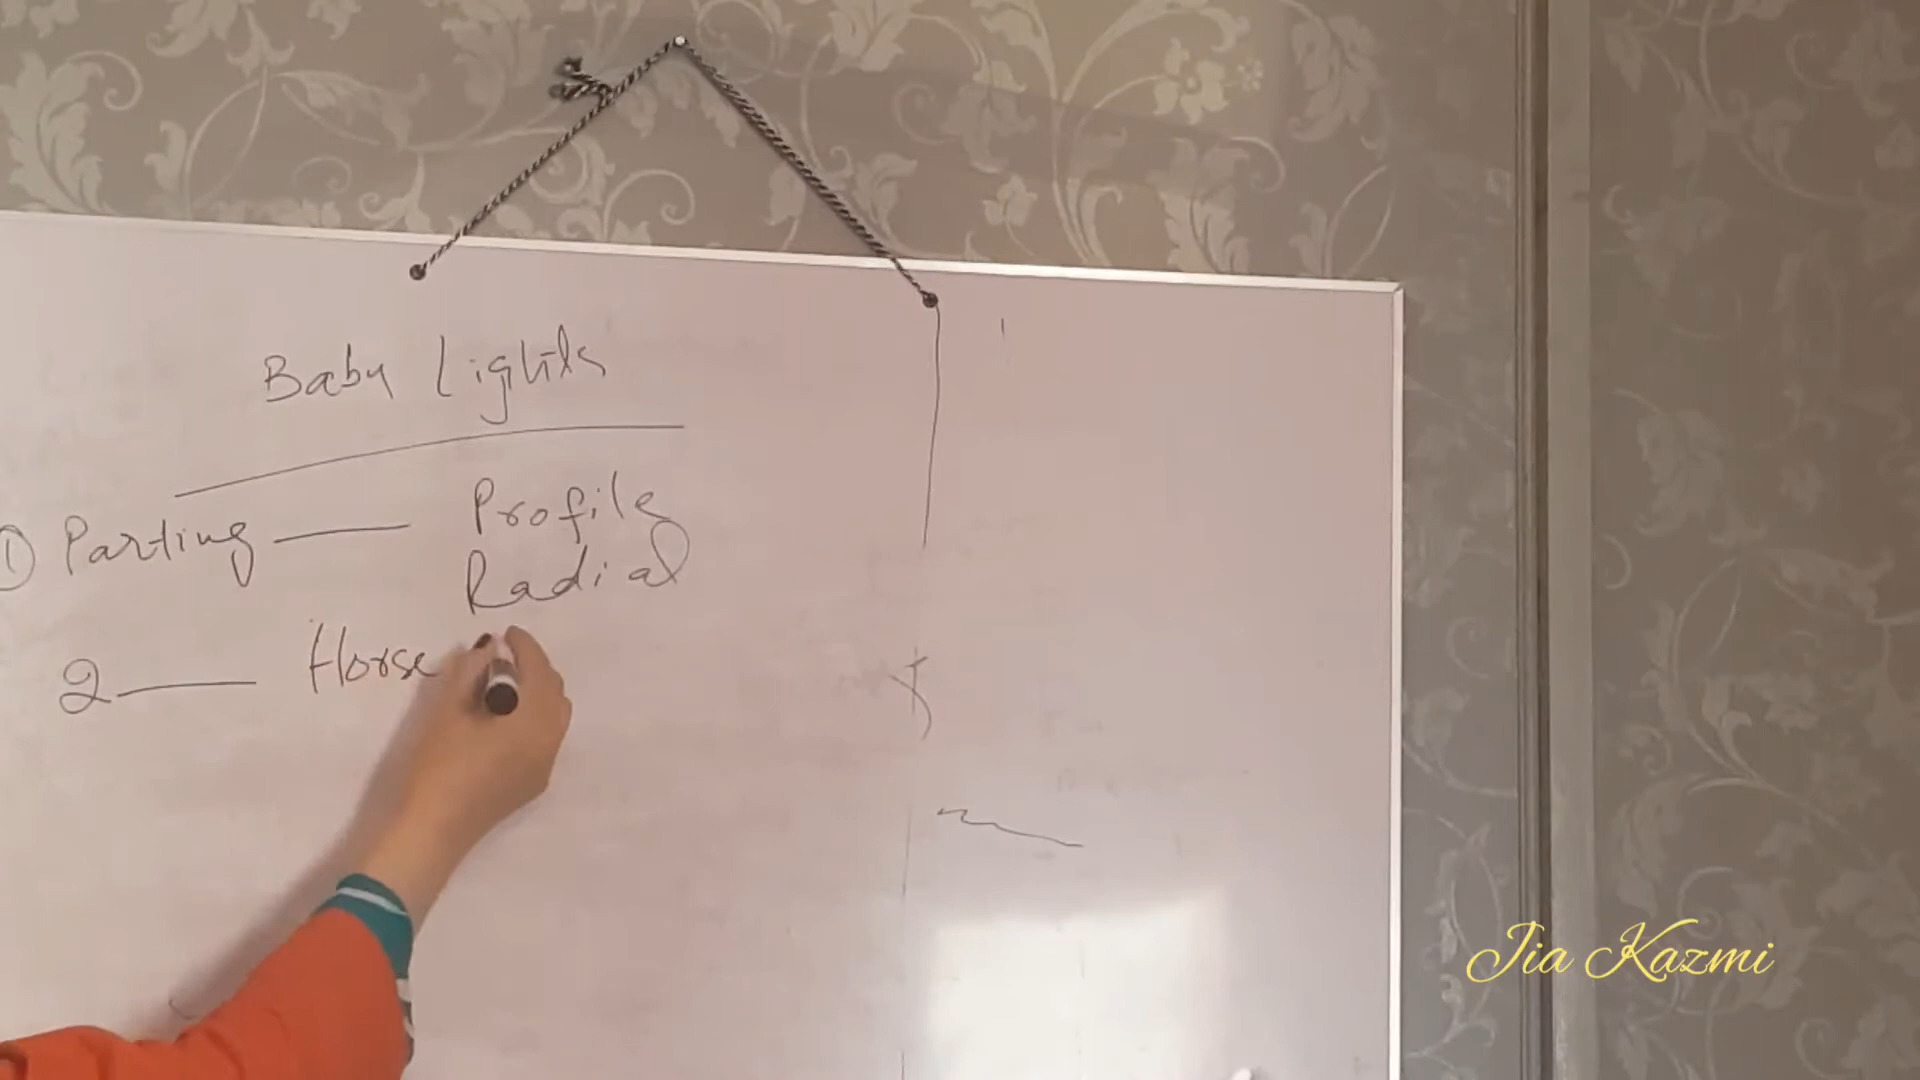 Baby Lights
① Parting — Profile
Radial
2 — Horse
Jia Kazmi